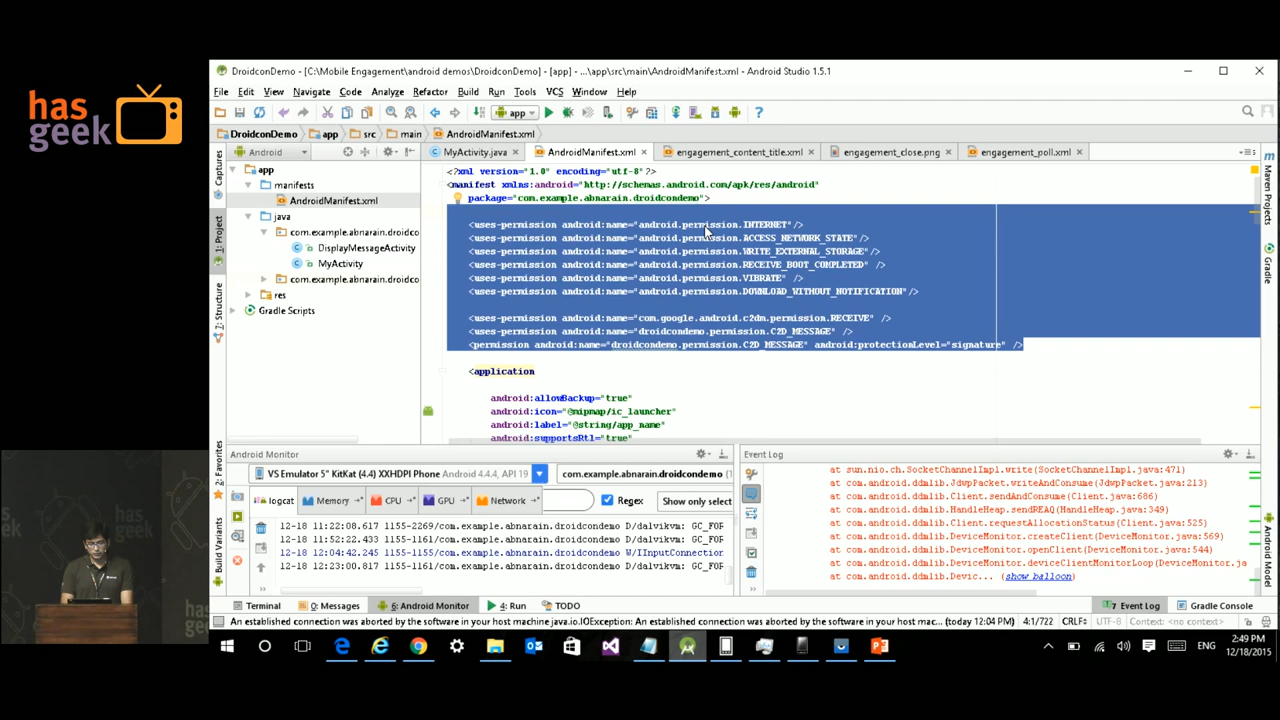 has
geek
DroidconDemo - [C:\Mobile Engagement\android demos\DroidconDemo] - [app] - ...\app\src\main\AndroidManifest.xml - Android Studio 1.5.1
File Edit View Navigate Code Analyze Refactor Build Run Tools VCS Window Help
app
DroidconDemo app src main AndroidManifest.xml
Android
MyActivity.java AndroidManifest.xml engagement_content_title.xml engagement_close.png engagement_poll.xml
Captures
1: Project
7: Structure
2: Favorites
Build Variants
Maven Projects
Gradle
Android Model
app
manifests
AndroidManifest.xml
java
com.example.abnarain.droidco
DisplayMessageActivity
MyActivity
com.example.abnarain.droidco
res
Gradle Scripts
<?xml version="1.0" encoding="utf-8"?>
<manifest xmlns:android="http://schemas.android.com/apk/res/android"
package="com.example.abnarain.droidcondemo">
<uses-permission android:name="android.permission.INTERNET"/>
<uses-permission android:name="android.permission.ACCESS_NETWORK_STATE"/>
<uses-permission android:name="android.permission.WRITE_EXTERNAL_STORAGE"/>
<uses-permission android:name="android.permission.RECEIVE_BOOT_COMPLETED" />
<uses-permission android:name="android.permission.VIBRATE" />
<uses-permission android:name="android.permission.DOWNLOAD_WITHOUT_NOTIFICATION"/>
<uses-permission android:name="com.google.android.c2dm.permission.RECEIVE" />
<uses-permission android:name="droidcondemo.permission.C2D_MESSAGE" />
<permission android:name="droidcondemo.permission.C2D_MESSAGE" android:protectionLevel="signature" />
<application
android:allowBackup="true"
android:icon="@mipmap/ic_launcher"
android:label="@string/app_name"
android:supportsRtl="true"
Android Monitor
VS Emulator 5" KitKat (4.4) XXHDPI Phone Android 4.4.4, API 19 com.example.abnarain.droidcondemo
logcat Memory CPU GPU Network Regex Show only select
12-18 11:22:08.617 1155-2269/com.example.abnarain.droidcondemo D/dalvikvm: GC_FOR
12-18 11:52:22.433 1155-1161/com.example.abnarain.droidcondemo D/dalvikvm: GC_FOR
12-18 12:04:42.245 1155-1155/com.example.abnarain.droidcondemo W/IInputConnection
12-18 12:23:00.817 1155-1161/com.example.abnarain.droidcondemo D/dalvikvm: GC_FOR
Event Log
at sun.nio.ch.SocketChannelImpl.write(SocketChannelImpl.java:471)
at com.android.ddmlib.JdwpPacket.writeAndConsume(JdwpPacket.java:213)
at com.android.ddmlib.Client.sendAndConsume(Client.java:686)
at com.android.ddmlib.HandleHeap.sendREAQ(HandleHeap.java:349)
at com.android.ddmlib.Client.requestAllocationStatus(Client.java:525)
at com.android.ddmlib.DeviceMonitor.createClient(DeviceMonitor.java:569)
at com.android.ddmlib.DeviceMonitor.openClient(DeviceMonitor.java:544)
at com.android.ddmlib.DeviceMonitor.deviceClientMonitorLoop(DeviceMonitor.ja
at com.android.ddmlib.Devic... (show balloon)
Terminal 0: Messages 6: Android Monitor 4: Run TODO 7 Event Log Gradle Console
An established connection was aborted by the software in your host machine java.io.IOException: An established connection was aborted by the software in your host mac... (today 12:04 PM) 4:1/722 CRLF÷ UTF-8 Context: <no context>
ENG
2:49 PM
12/18/2015